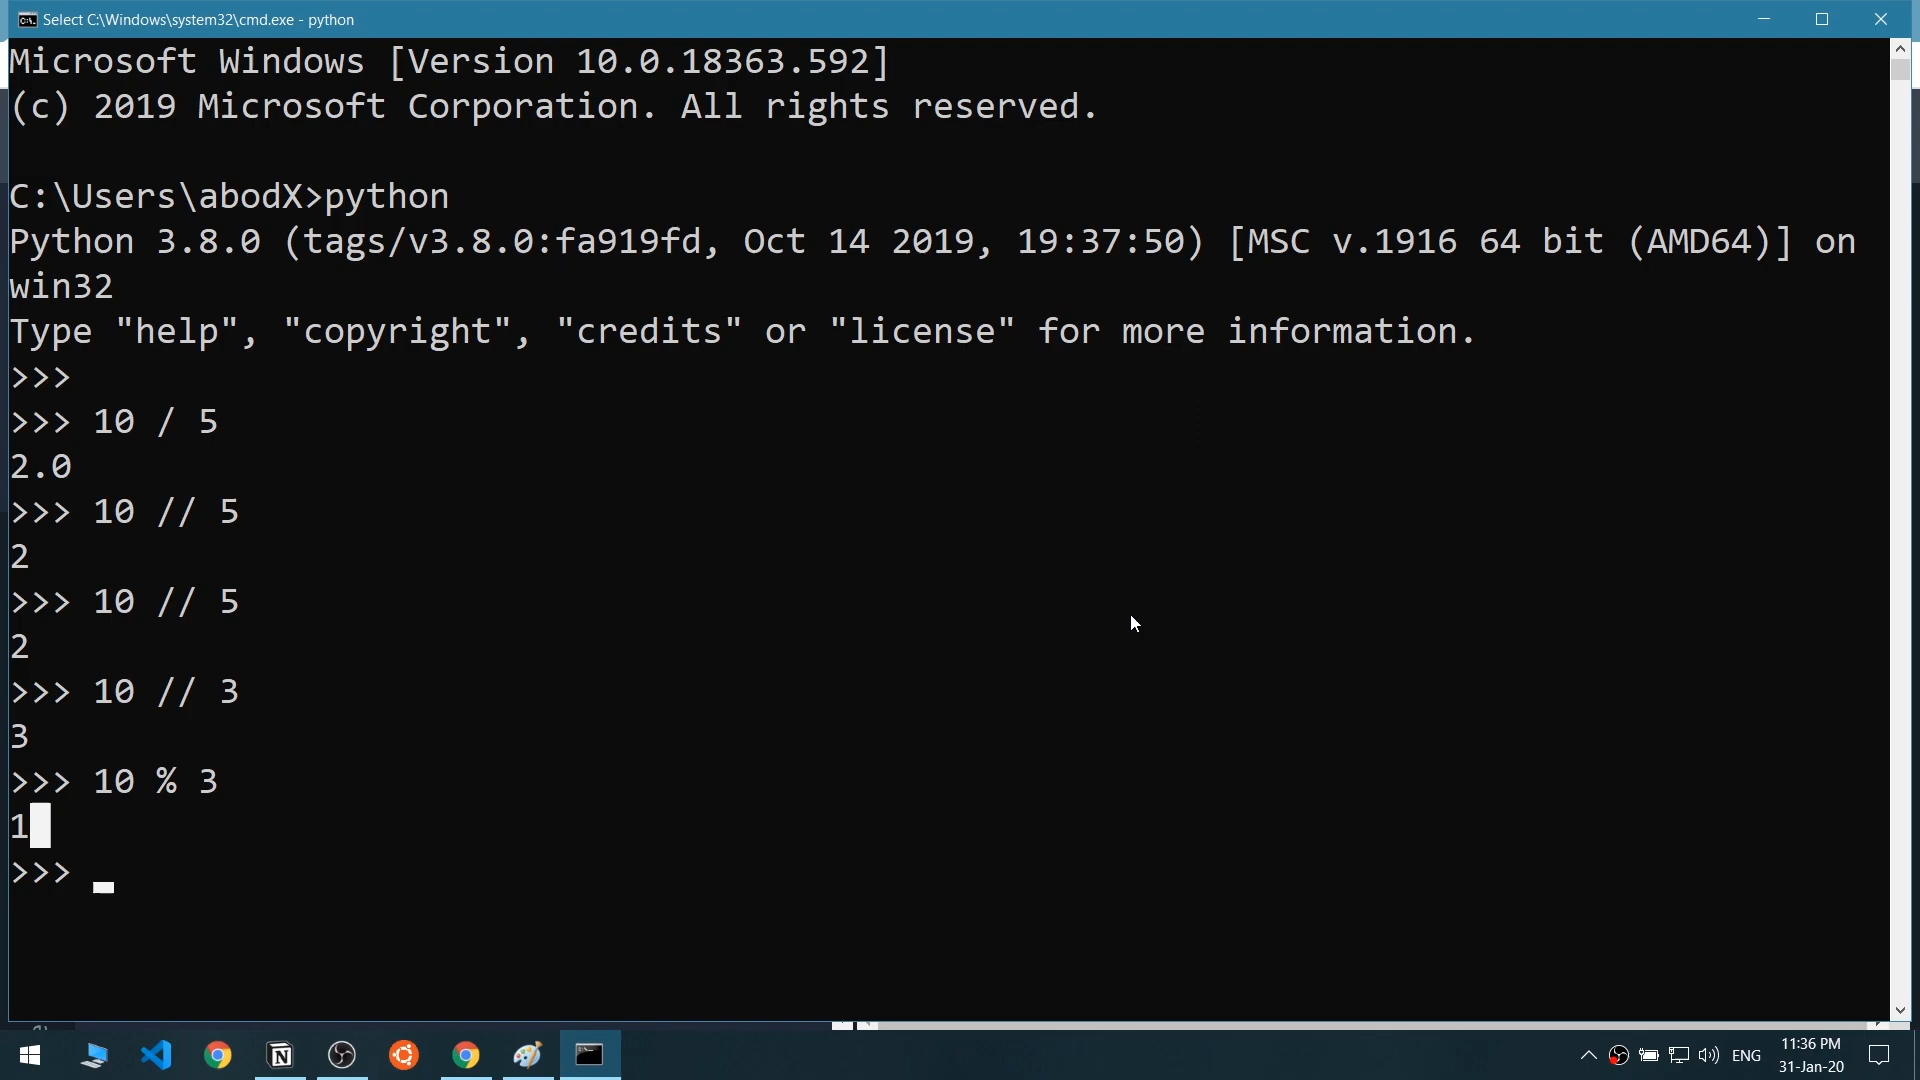 Select C:\Windows\system32\cmd.exe - python
Microsoft Windows [Version 10.0.18363.592]
(c) 2019 Microsoft Corporation. All rights reserved.
C:\Users\abodX>python
Python 3.8.0 (tags/v3.8.0:fa919fd, Oct 14 2019, 19:37:50) [MSC v.1916 64 bit (AMD64)] on
win32
Type "help", "copyright", "credits" or "license" for more information.
>>>
>>> 10 / 5
2.0
>>> 10 // 5
2
>>> 10 // 5
2
>>> 10 // 3
3
>>> 10 % 3
1
>>>
ENG
11:36 PM
31-Jan-20